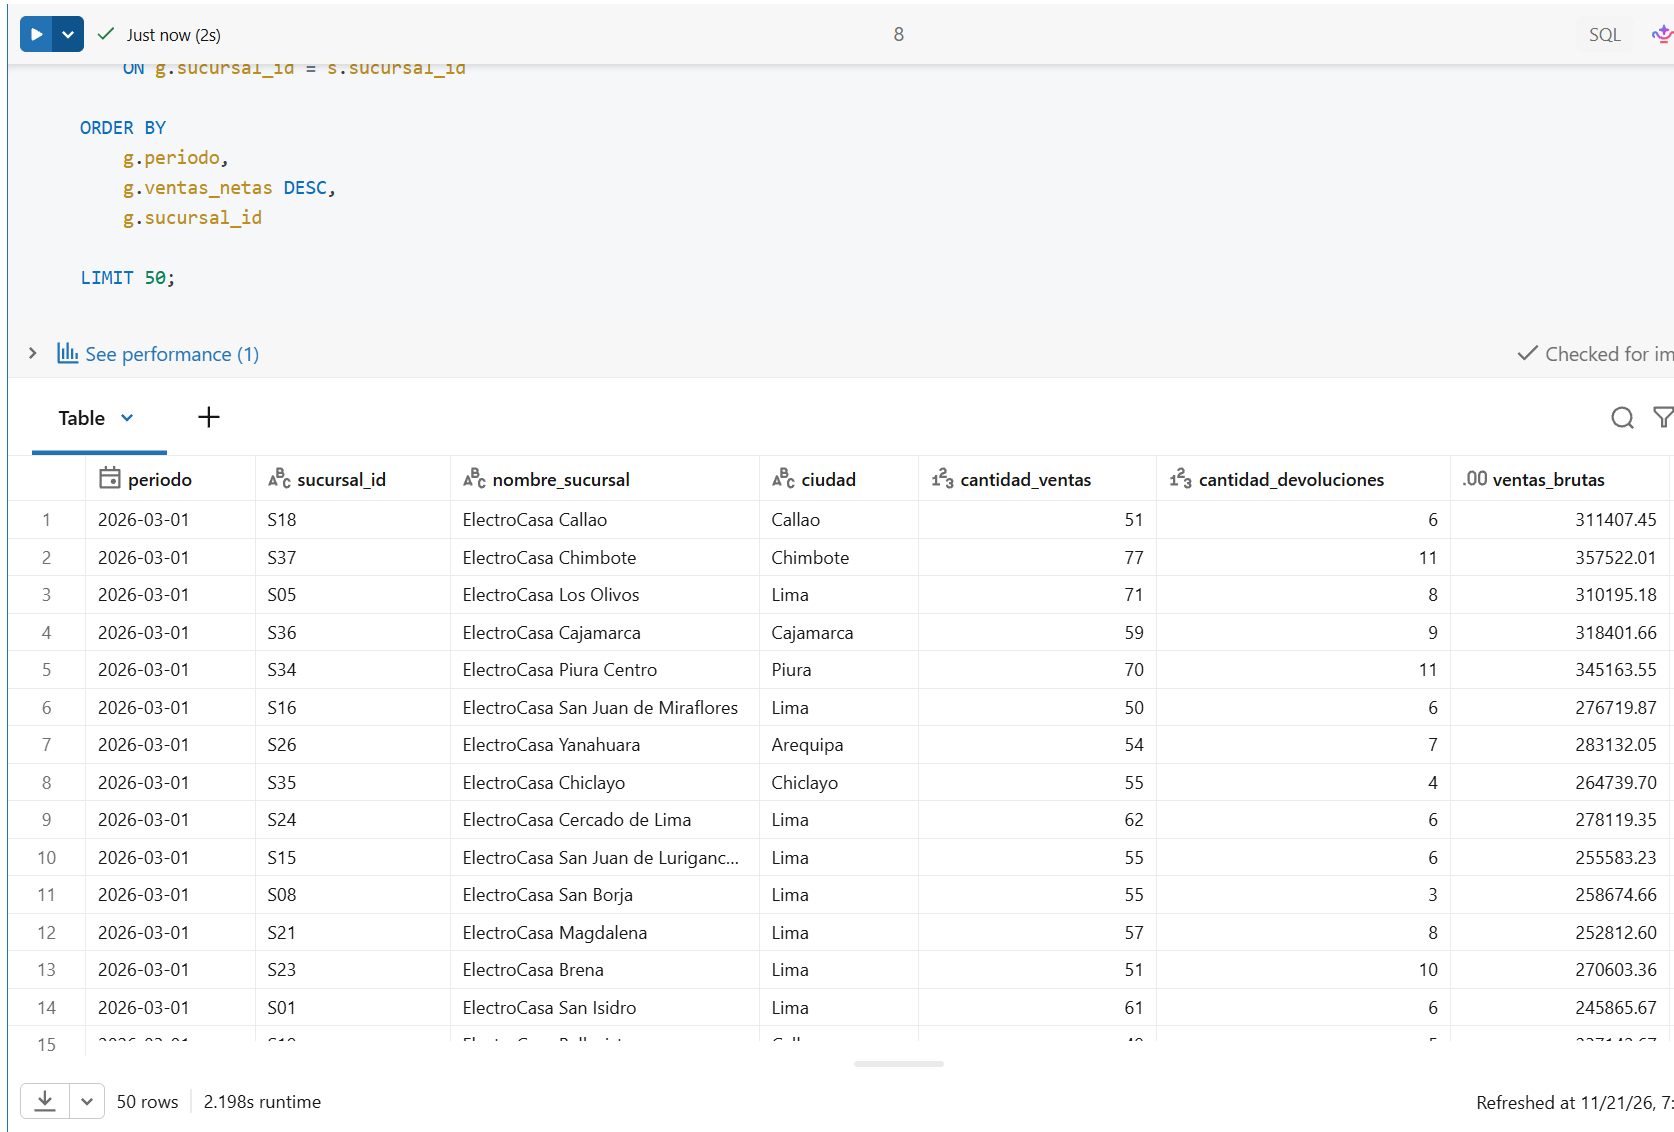 Just now (2s)
8
SQL
ON g.sucursal_id = s.sucursal_id
ORDER BY
g.periodo,
g.ventas_netas DESC,
g.sucursal_id
LIMIT 50;
See performance (1)
Checked for im
Table
periodo sucursal_id nombre_sucursal ciudad cantidad_ventas cantidad_devoluciones .00 ventas_brutas
1 2026-03-01 S18 ElectroCasa Callao Callao 51 6 311407.45
2 2026-03-01 S37 ElectroCasa Chimbote Chimbote 77 11 357522.01
3 2026-03-01 S05 ElectroCasa Los Olivos Lima 71 8 310195.18
4 2026-03-01 S36 ElectroCasa Cajamarca Cajamarca 59 9 318401.66
5 2026-03-01 S34 ElectroCasa Piura Centro Piura 70 11 345163.55
6 2026-03-01 S16 ElectroCasa San Juan de Miraflores Lima 50 6 276719.87
7 2026-03-01 S26 ElectroCasa Yanahuara Arequipa 54 7 283132.05
8 2026-03-01 S35 ElectroCasa Chiclayo Chiclayo 55 4 264739.70
9 2026-03-01 S24 ElectroCasa Cercado de Lima Lima 62 6 278119.35
10 2026-03-01 S15 ElectroCasa San Juan de Luriganc... Lima 55 6 255583.23
11 2026-03-01 S08 ElectroCasa San Borja Lima 55 3 258674.66
12 2026-03-01 S21 ElectroCasa Magdalena Lima 57 8 252812.60
13 2026-03-01 S23 ElectroCasa Brena Lima 51 10 270603.36
14 2026-03-01 S01 ElectroCasa San Isidro Lima 61 6 245865.67
15
50 rows
2.198s runtime
Refreshed at 11/21/26, 7: